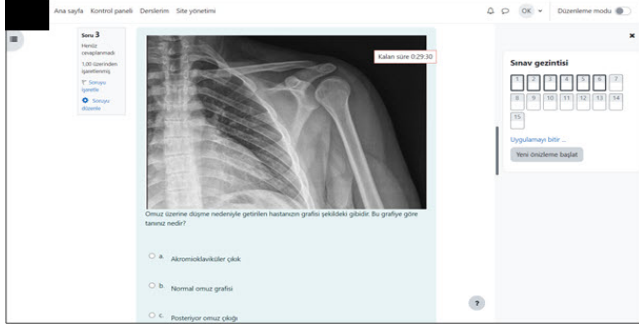 Ana sayfa Kontrol paneli Derslerim Site yönetimi
OK
Düzenleme modu
Soru 3
Henüz
cevaplanmadı
1,00 üzerinden
işaretlenmiş
Soruyu
işaretle
Soruyu
düzenle
Kalan süre 0:29:30
Omuz üzerine düşme nedeniyle getirilen hastanızın grafisi şekildeki gibidir. Bu grafiye göre
tanınız nedir?
a. Akromioklaviküler çıkık
b. Normal omuz grafisi
c. Posteriyor omuz çıkığı
Sınav gezintisi
1 2 3 4 5 6 7
8 9 10 11 12 13 14
15
Uygulamayı bitir ...
Yeni önizleme başlat
?